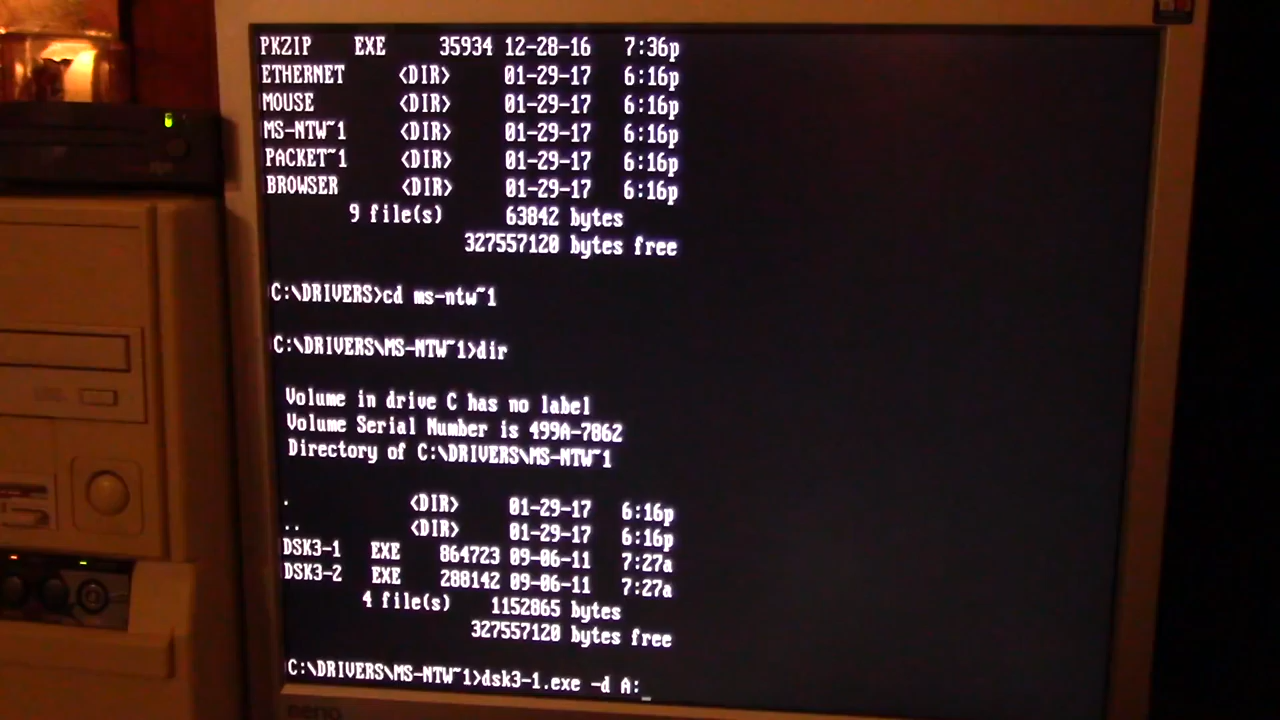 PKZIP EXE 35934 12-28-16 7:36p
ETHERNET <DIR> 01-29-17 6:16p
MOUSE <DIR> 01-29-17 6:16p
MS-NTW~1 <DIR> 01-29-17 6:16p
PACKET~1 <DIR> 01-29-17 6:16p
BROWSER <DIR> 01-29-17 6:16p
9 file(s) 63842 bytes
327557120 bytes free
C:\DRIVERS>cd ms-ntw~1
C:\DRIVERS\MS-NTW~1>dir
Volume in drive C has no label
Volume Serial Number is 499A-7862
Directory of C:\DRIVERS\MS-NTW~1
. <DIR> 01-29-17 6:16p
.. <DIR> 01-29-17 6:16p
DSK3-1 EXE 864723 09-06-11 7:27a
DSK3-2 EXE 288142 09-06-11 7:27a
4 file(s) 1152865 bytes
327557120 bytes free
C:\DRIVERS\MS-NTW~1>dsk3-1.exe -d A:_
BenQ